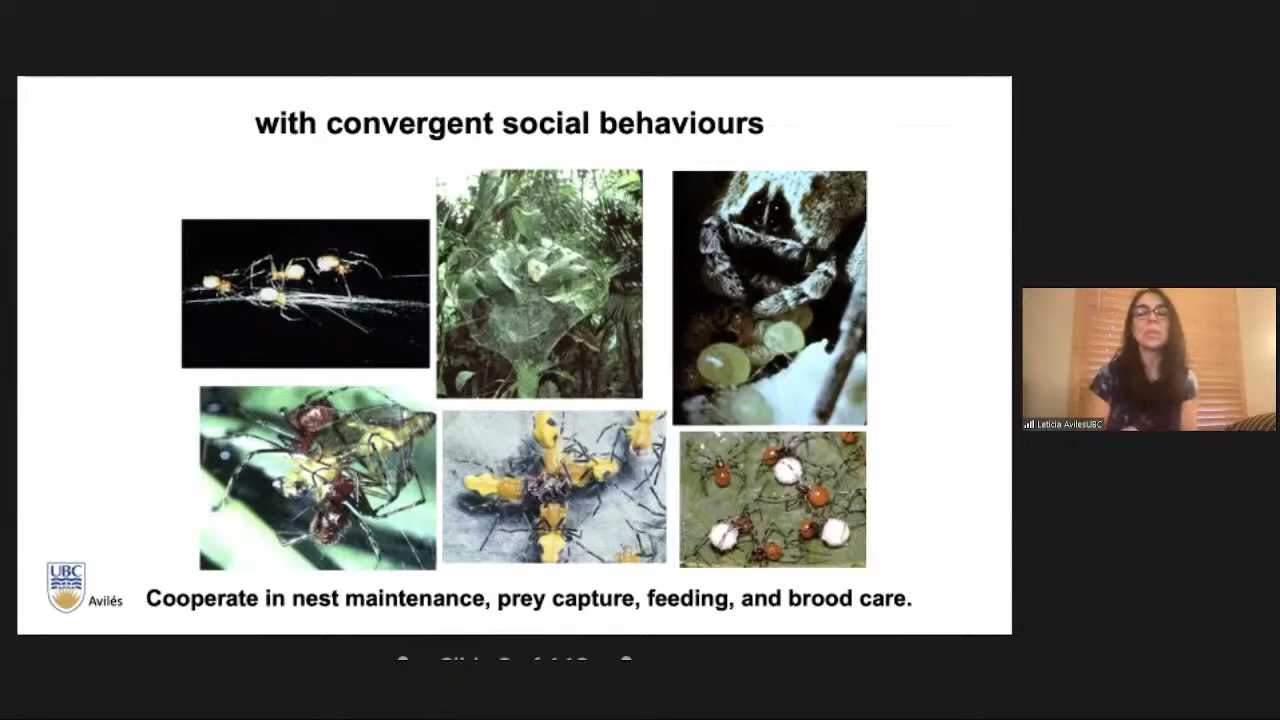 with convergent social behaviours
UBC
Avilés
Cooperate in nest maintenance, prey capture, feeding, and brood care.
Leticia AvilesUBC